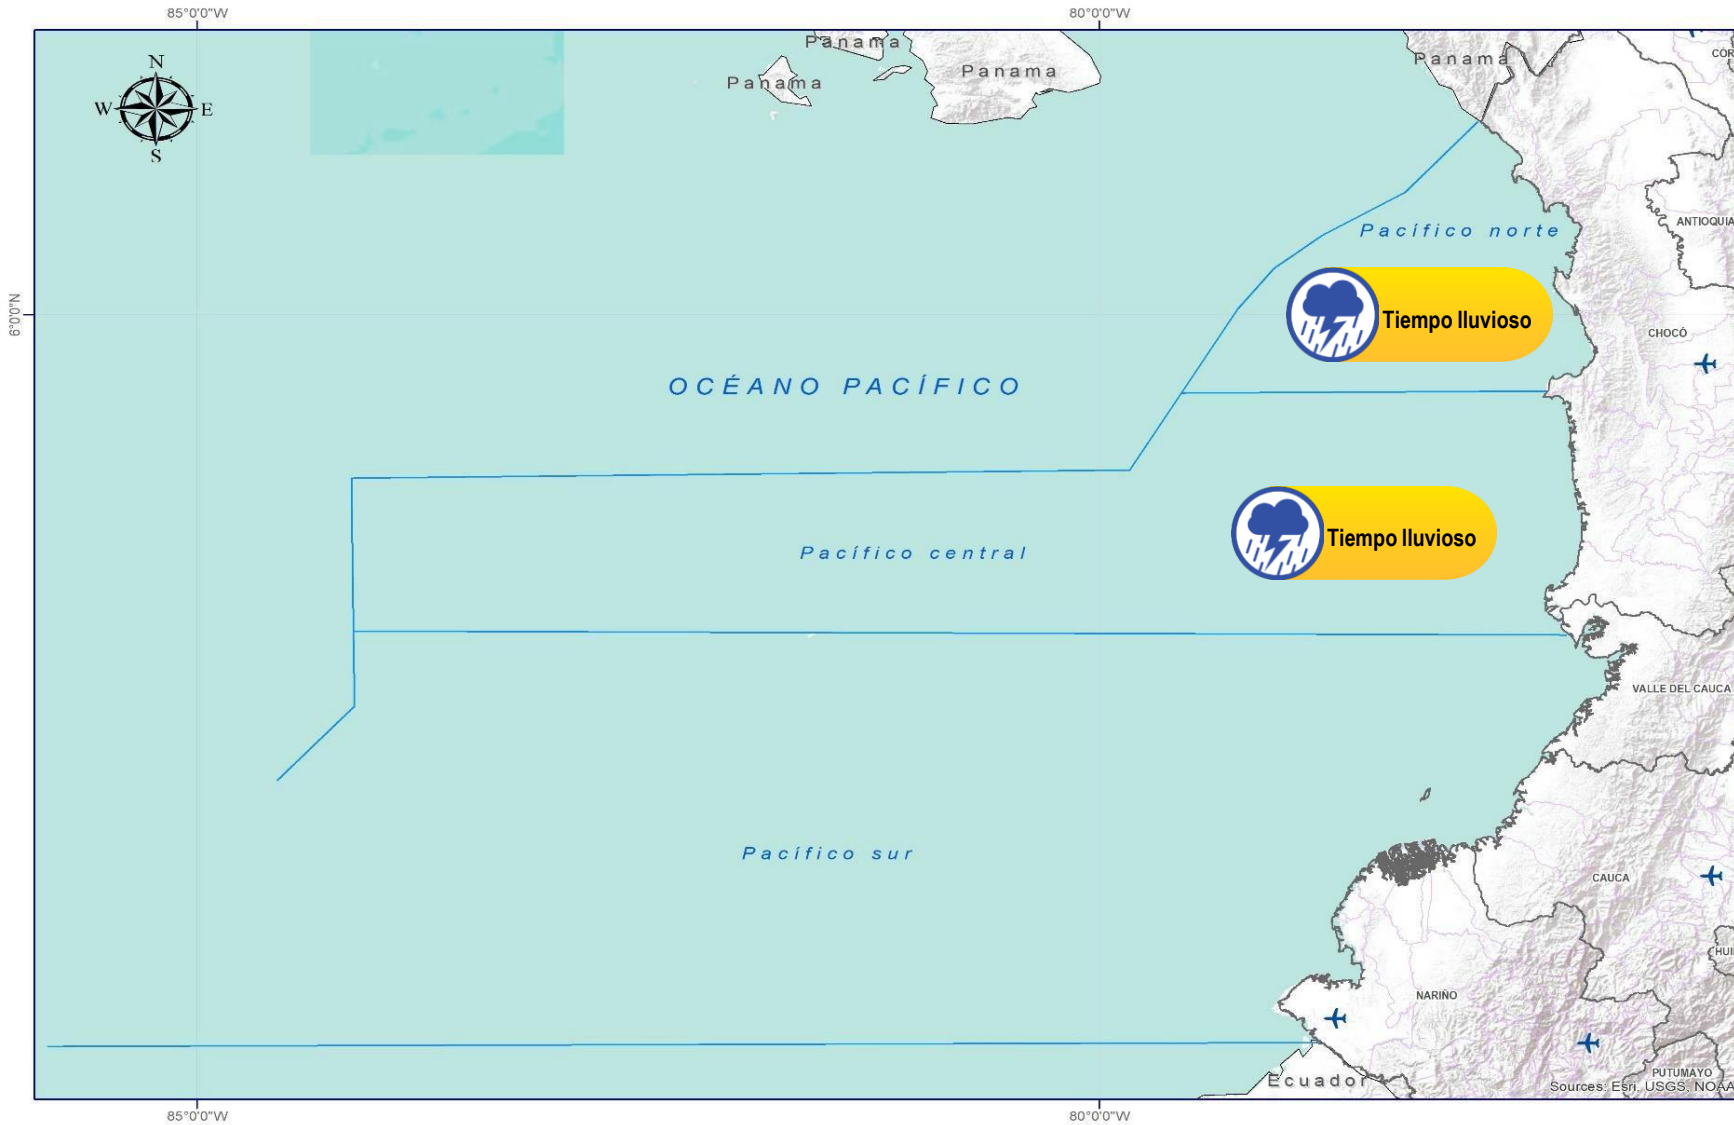 85°0'0"W
80°0'0"W
Panama
Panama
Panama
Panama
N
W
E
S
ANTIOQUIA
Pacífico norte
6°0'0"N
Tiempo lluvioso
CHOCÓ
OCÉANO PACÍFICO
Tiempo lluvioso
Pacífico central
VALLE DEL CAUCA
Pacífico sur
CAUCA
NARIÑO
PUTUMAYO
Ecuador
Sources: Esri, USGS, NOAA
85°0'0"W
80°0'0"W